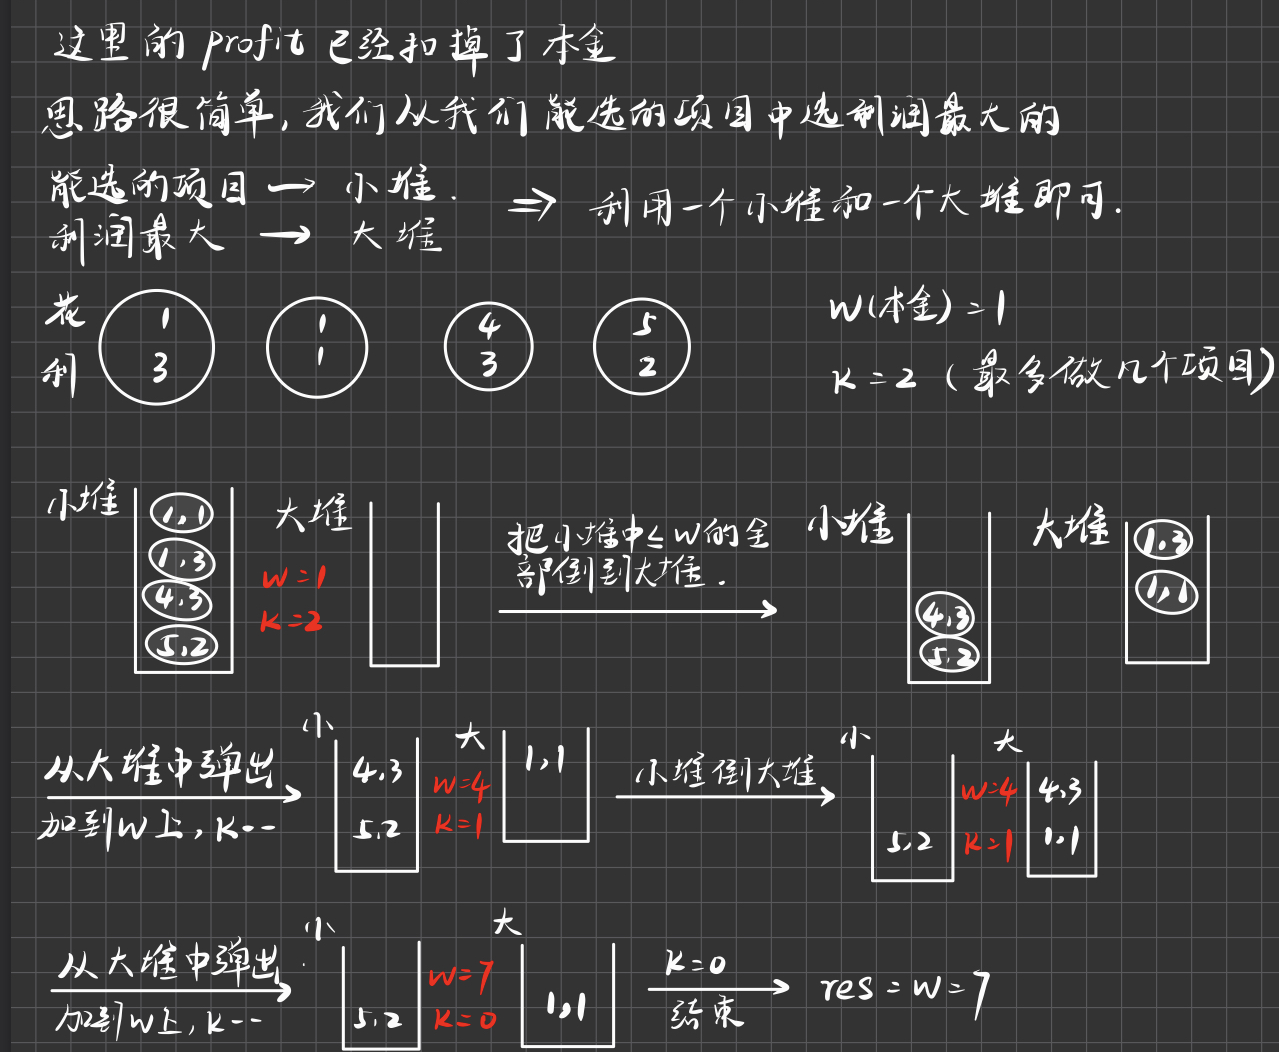 这里的profit已经扣掉了本金
思路很简单,我们从我们能选的项目中选利润最大的
能选的项目 → 小堆.
利润最大 → 大堆
⇒ 利用一个小堆和一个大堆即可.
花 1 1 4 5
利 3 1 3 2
W(本金)=1
K=2 (最多做几个项目)
小堆
1,1
1,3
4,3
5,2
大堆
W=1
K=2
把小堆中≤W的全
部倒到大堆.
小堆
4,3
5,2
大堆
1,3
1,1
从大堆中弹出
加到W上,K--
小
4,3
5,2
大
W=4
K=1
1,1
小堆倒大堆
小
5,2
大
W=4
K=1
4,3
1,1
从大堆中弹出
加到W上,K--
小
5,2
大
W=7
K=0
1,1
K=0
结束
res=W=7